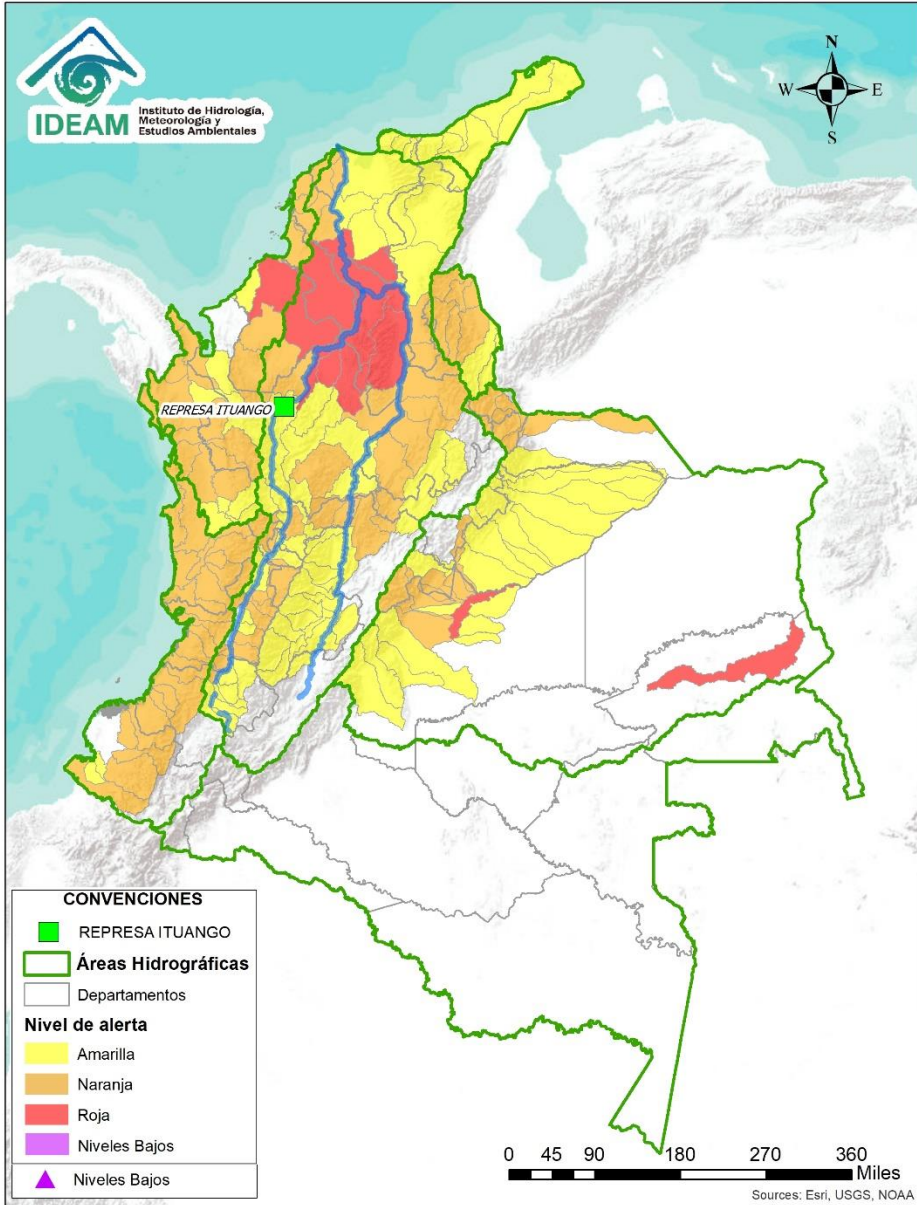 IDEAM
Instituto de Hidrología,
Meteorología y
Estudios Ambientales
N
W
E
S
REPRESA ITUANGO
CONVENCIONES
REPRESA ITUANGO
Áreas Hidrográficas
Departamentos
Nivel de alerta
Amarilla
Naranja
Roja
Niveles Bajos
Niveles Bajos
0 45 90 180 270 360
Miles
Sources: Esri, USGS, NOAA